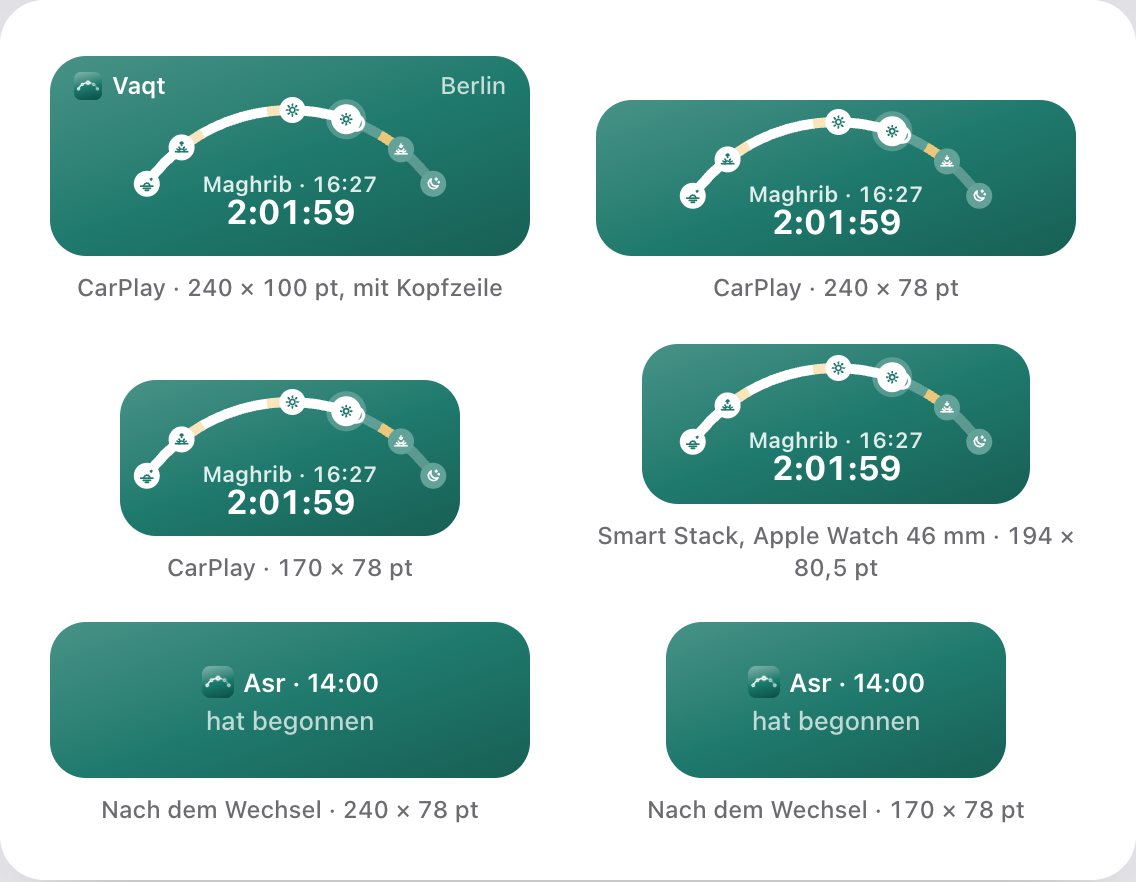 Vaqt
Berlin
Maghrib · 16:27
2:01:59
CarPlay · 240 × 100 pt, mit Kopfzeile
Maghrib · 16:27
2:01:59
CarPlay · 240 × 78 pt
Maghrib · 16:27
2:01:59
CarPlay · 170 × 78 pt
Maghrib · 16:27
2:01:59
Smart Stack, Apple Watch 46 mm · 194 ×
80,5 pt
Asr · 14:00
hat begonnen
Nach dem Wechsel · 240 × 78 pt
Asr · 14:00
hat begonnen
Nach dem Wechsel · 170 × 78 pt